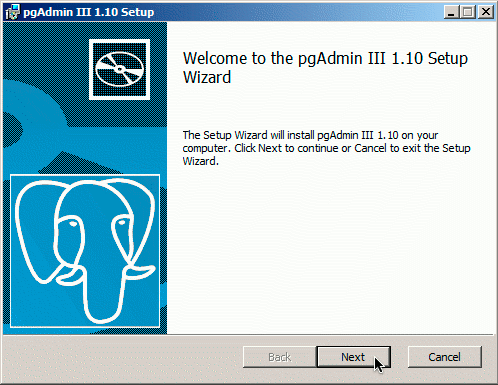 pgAdmin III 1.10 Setup
Welcome to the pgAdmin III 1.10 Setup
Wizard
The Setup Wizard will install pgAdmin III 1.10 on your
computer. Click Next to continue or Cancel to exit the Setup
Wizard.
Back Next Cancel